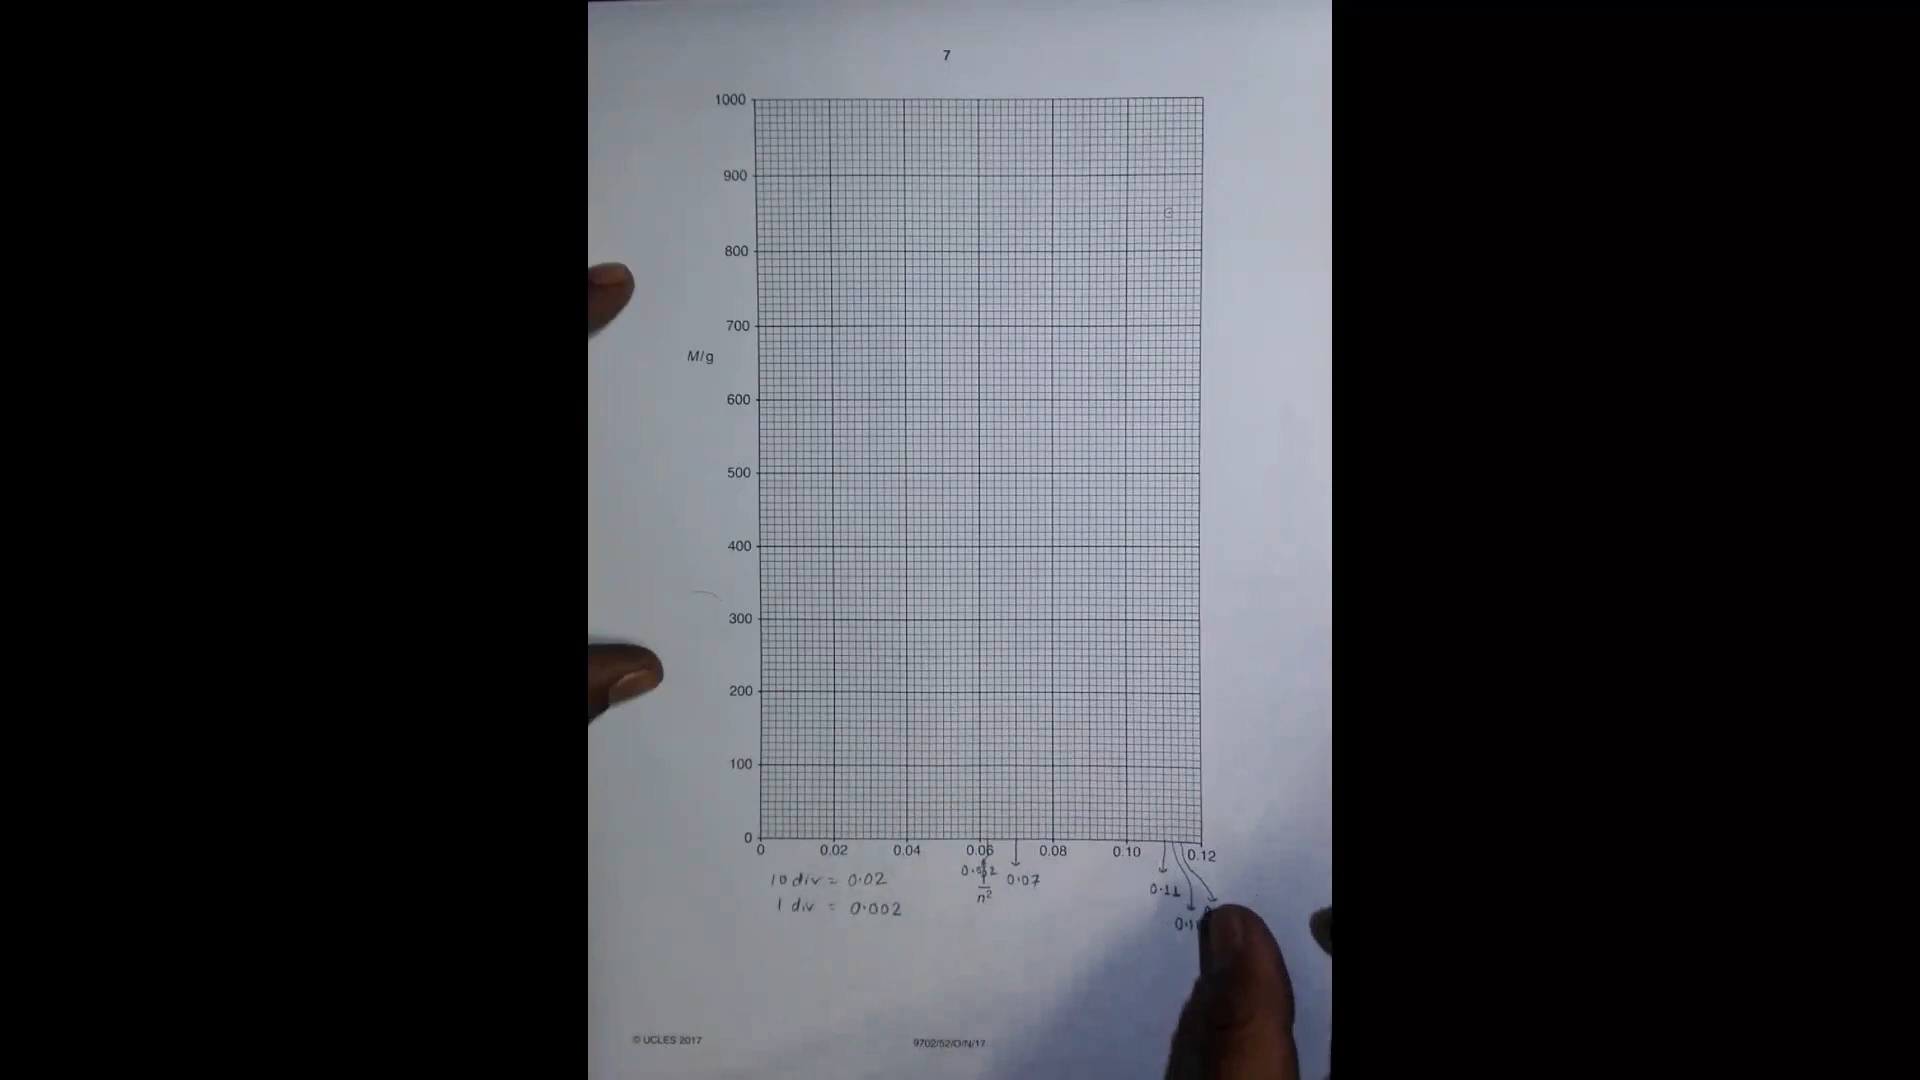 7
1000
900
800
700
M/g
600
500
400
300
200
100
0
0 0.02 0.04 0.06 0.08 0.10 0.12
0.062 0.07 0.11
1/n²
10 div = 0.02
1 div = 0.002
© UCLES 2017 9702/52/O/N/17